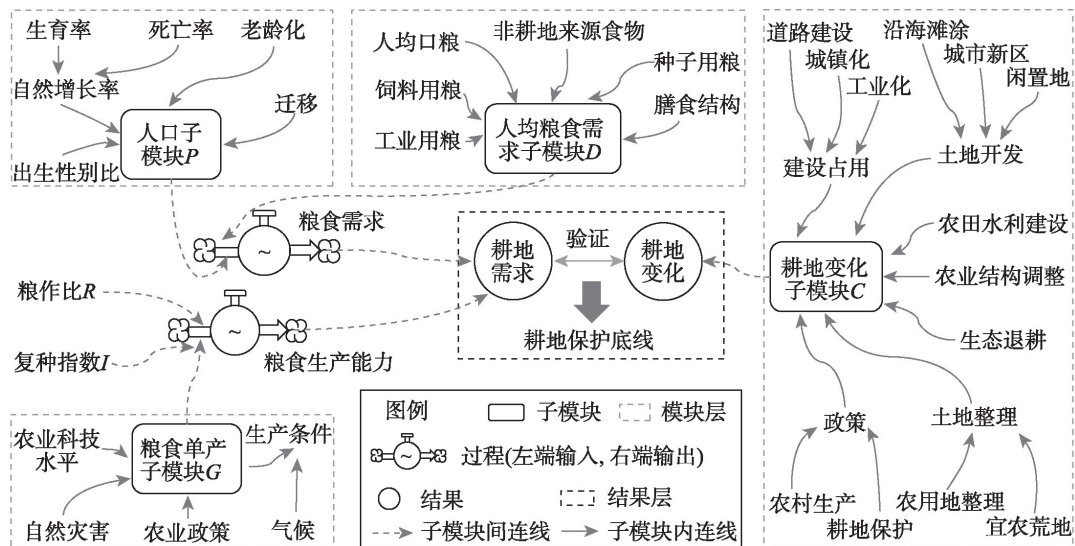 生育率
死亡率
老龄化
自然增长率
迁移
人口子
模块P
出生性别比
人均口粮
非耕地来源食物
种子用粮
饲料用粮
膳食结构
工业用粮
人均粮食需
求子模块D
道路建设
城镇化
工业化
沿海滩涂
城市新区
闲置地
建设占用
土地开发
农田水利建设
耕地变化
子模块C
农业结构调整
生态退耕
政策
土地整理
农村生产
耕地保护
农用地整理
宜农荒地
~
粮食需求
耕地
需求
验证
耕地
变化
耕地保护底线
粮作比R
~
复种指数I
粮食生产能力
农业科技
水平
粮食单产
子模块G
生产条件
自然灾害
农业政策
气候
图例
子模块
模块层
~
过程(左端输入, 右端输出)
结果
结果层
子模块间连线
子模块内连线